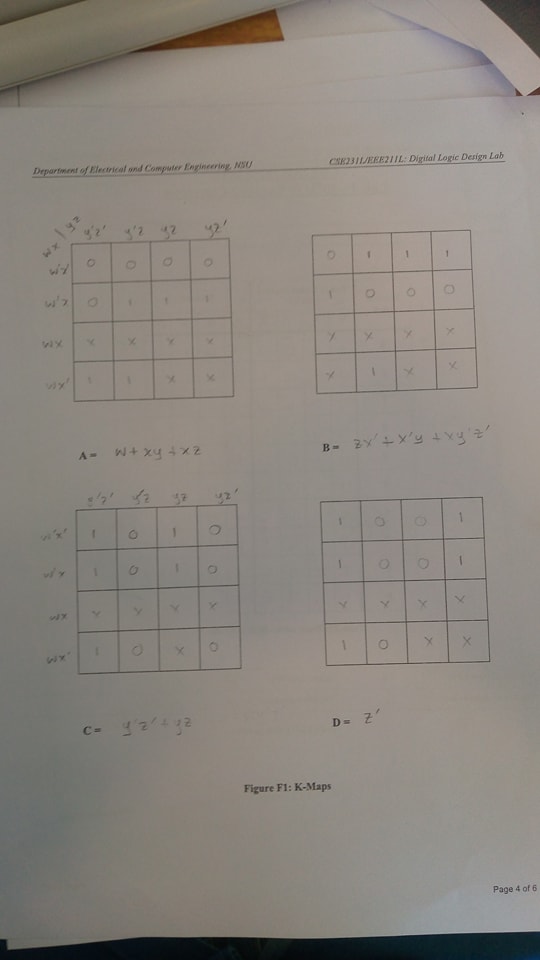 Department of Electrical and Computer Engineering, NSU
CSE231L/EEE211L: Digital Logic Design Lab
wx yz
y'z' y'z yz yz'
w'x' 0 0 0 0
w'x 0 1 1 1
wx x x x x
wx' 1 1 x x
0 1 1 1
1 0 0 0
x x x x
x 1 x x
A = w + xy + xz
B = zx' + x'y + xy'z'
y'z' y'z yz yz'
w'x' 1 0 1 0
w'x 1 0 1 0
wx x x x x
wx' 1 0 x 0
1 0 0 1
1 0 0 1
x x x x
1 0 x x
C = y'z' + yz
D = z'
Figure F1: K-Maps
Page 4 of 6